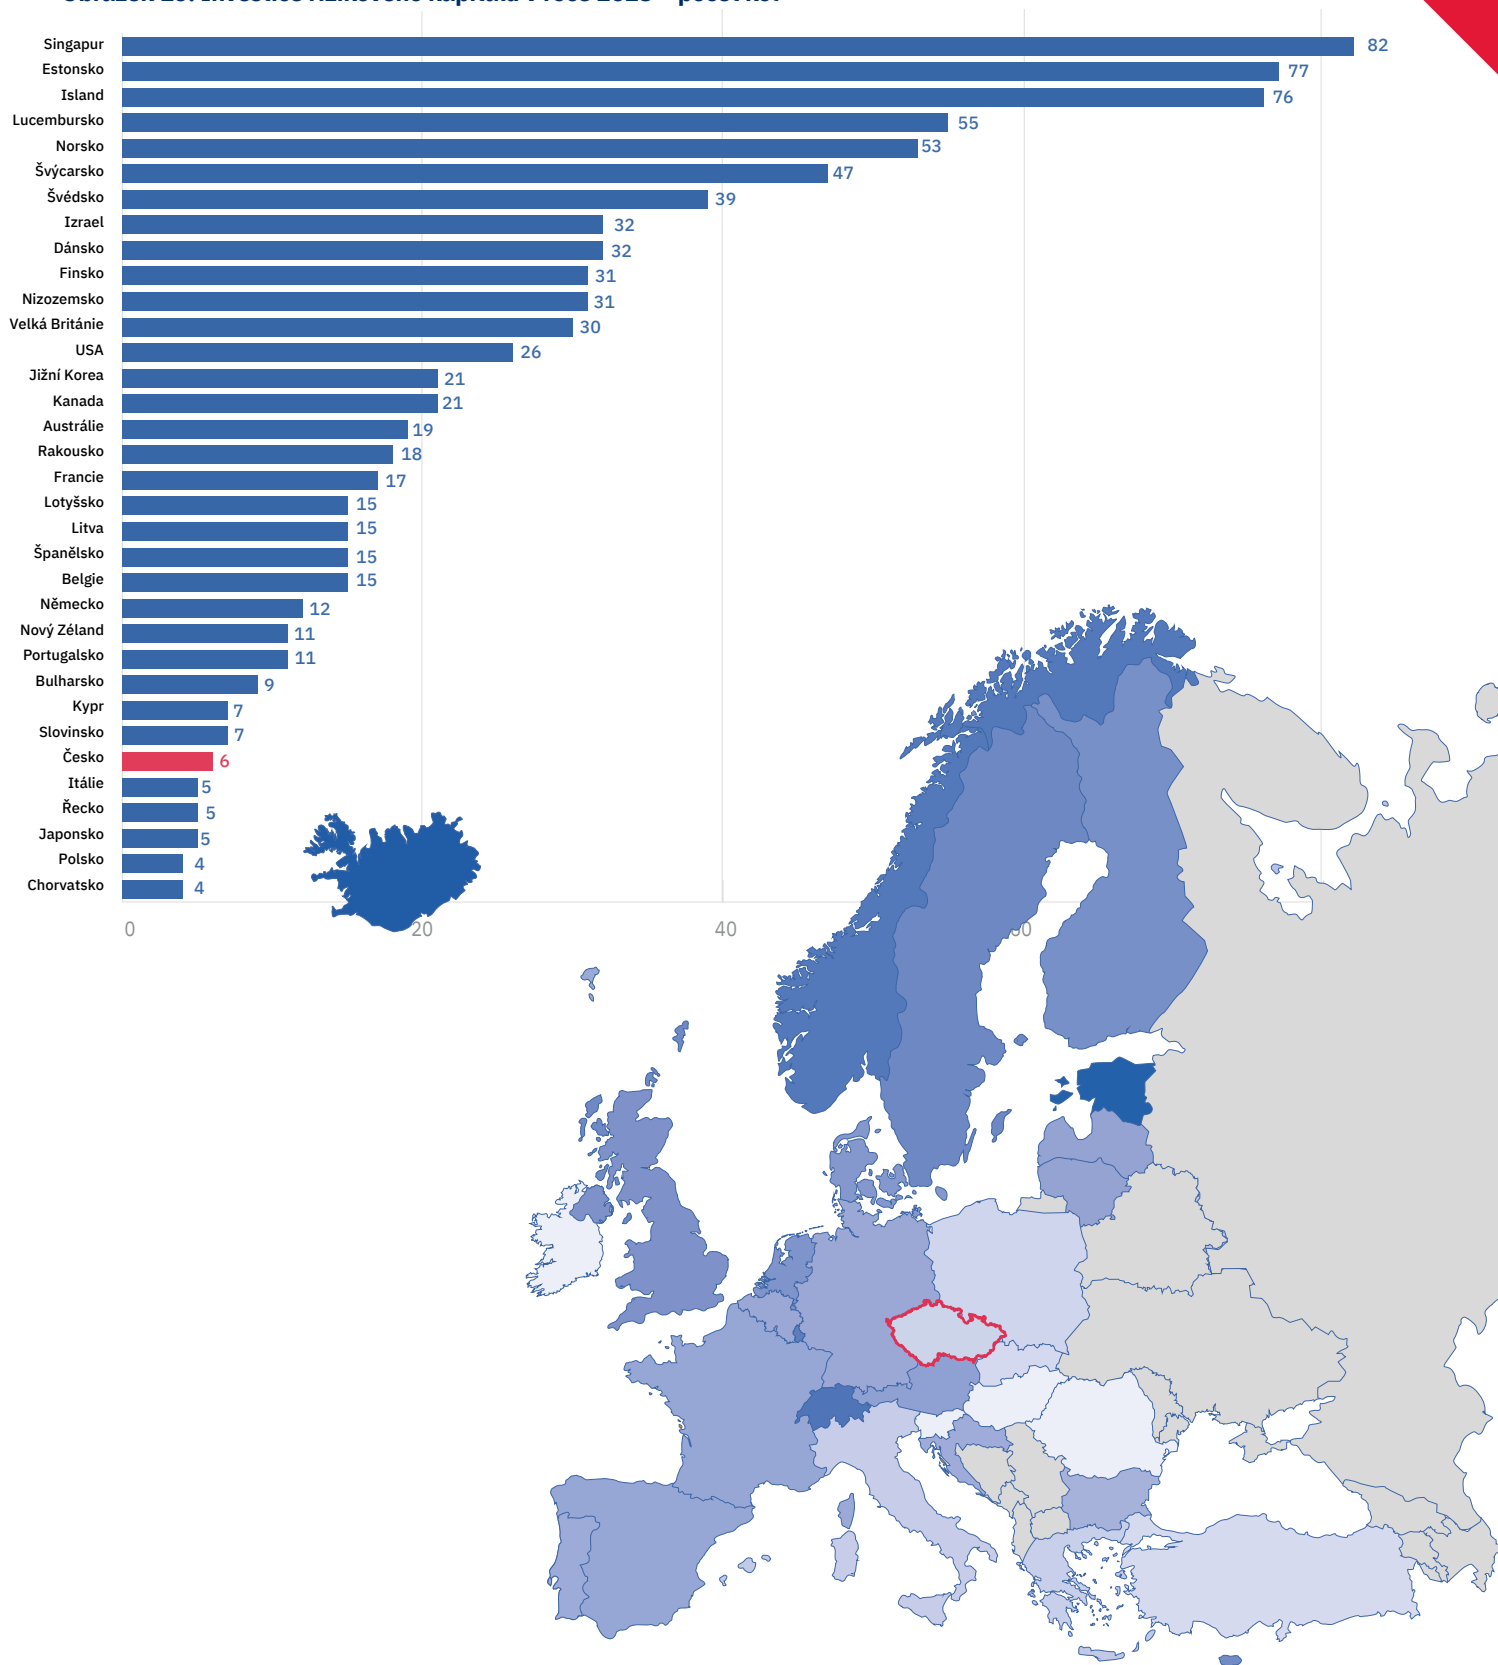 Singapur 82
Estonsko 77
Island 76
Lucembursko 55
Norsko 53
Švýcarsko 47
Švédsko 39
Izrael 32
Dánsko 32
Finsko 31
Nizozemsko 31
Velká Británie 30
USA 26
Jižní Korea 21
Kanada 21
Austrálie 19
Rakousko 18
Francie 17
Lotyšsko 15
Litva 15
Španělsko 15
Belgie 15
Německo 12
Nový Zéland 11
Portugalsko 11
Bulharsko 9
Kypr 7
Slovinsko 7
Česko 6
Itálie 5
Řecko 5
Japonsko 5
Polsko 4
Chorvatsko 4
0 20 40